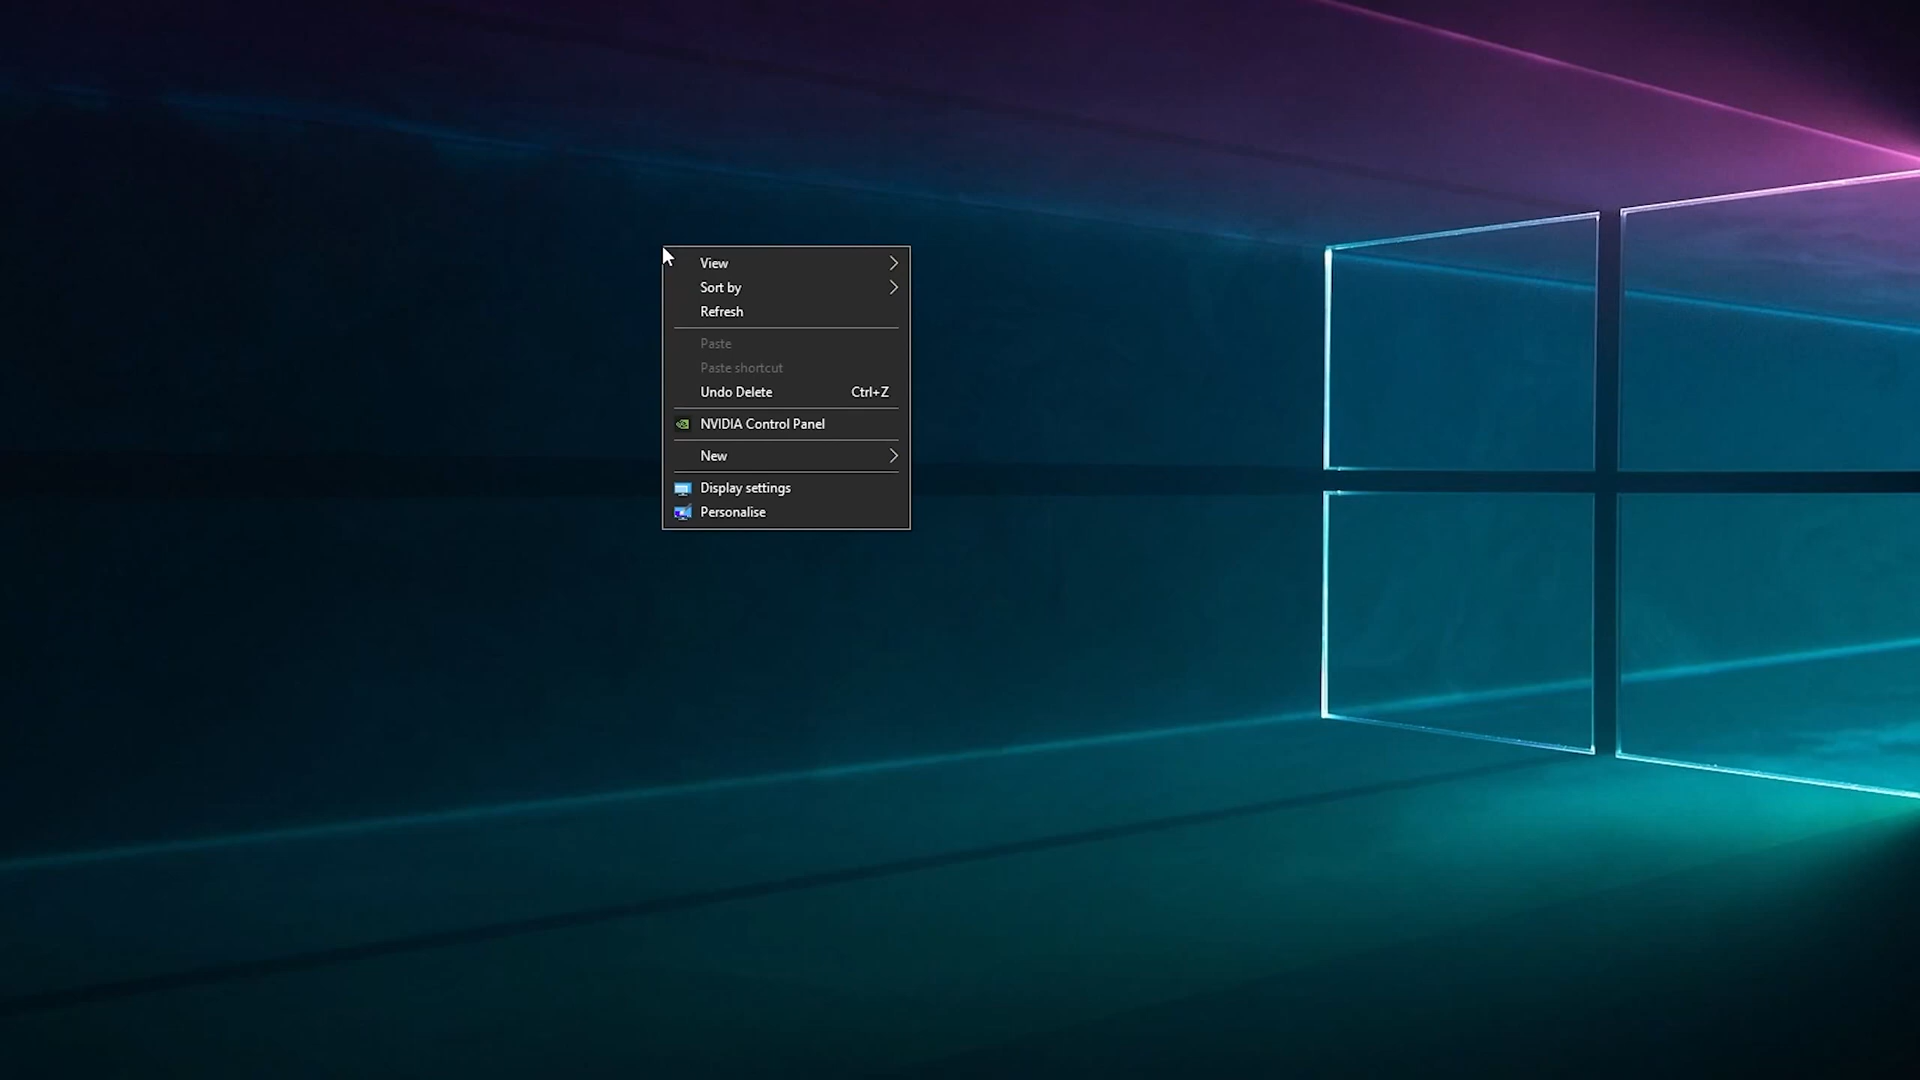 View
Sort by
Refresh
Paste
Paste shortcut
Undo Delete Ctrl+Z
NVIDIA Control Panel
New
Display settings
Personalise